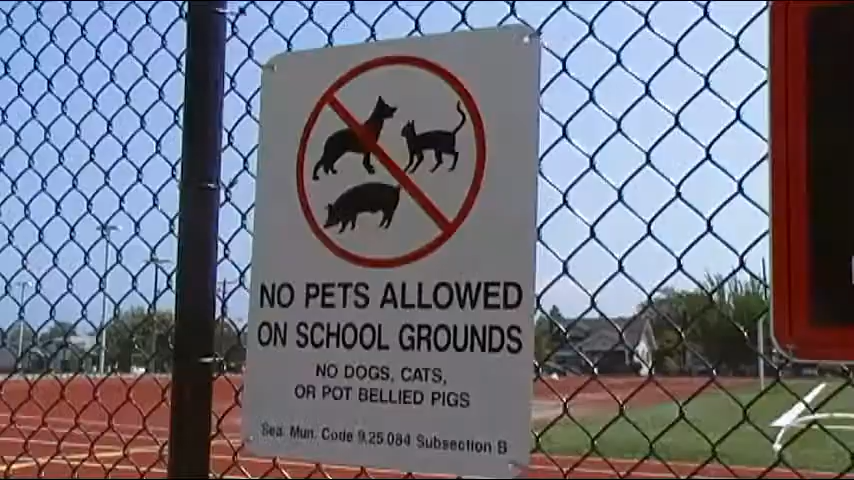 NO PETS ALLOWED
ON SCHOOL GROUNDS
NO DOGS, CATS,
OR POT BELLIED PIGS
Sea. Mun. Code 9.25.084 Subsection B